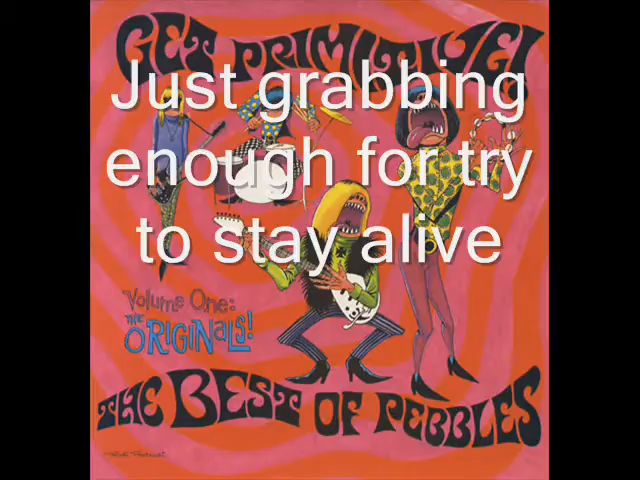 GET PRIMITIVE!
Just grabbing
enough for try
to stay alive
Volume One:
THE
ORIGINALS!
THE BEST OF PEBBLES